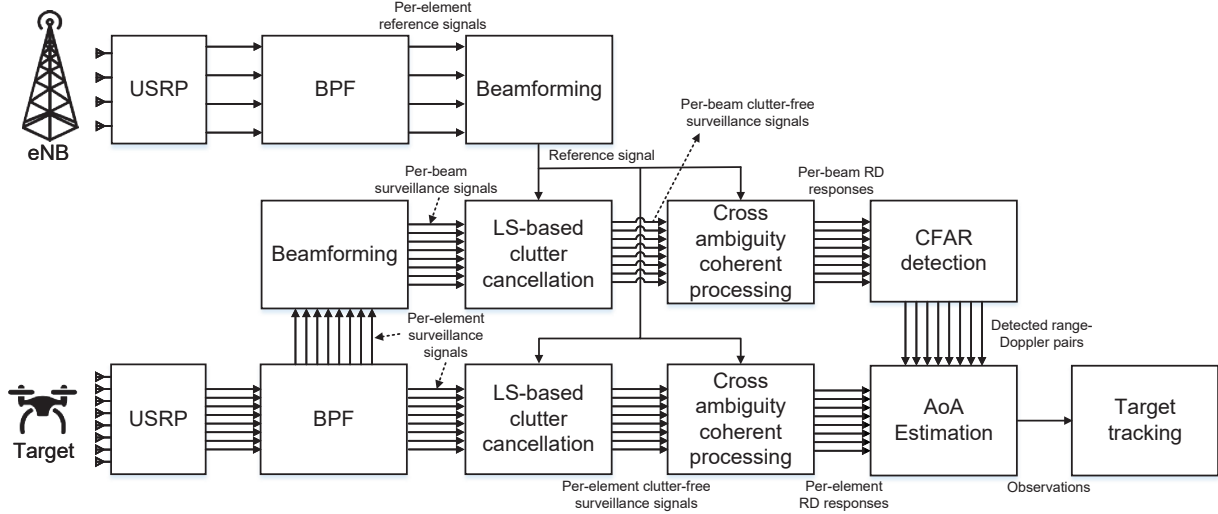 Per-element
reference signals
USRP
BPF
Beamforming
eNB
Per-beam clutter-free
surveillance signals
Reference signal
Per-beam
surveillance signals
Per-beam RD
responses
Beamforming
LS-based
clutter
cancellation
Cross
ambiguity
coherent
processing
CFAR
detection
Per-element
surveillance
signals
Detected range-
Doppler pairs
Target
USRP
BPF
LS-based
clutter
cancellation
Cross
ambiguity
coherent
processing
AoA
Estimation
Target
tracking
Per-element clutter-free
surveillance signals
Per-element
RD responses
Observations